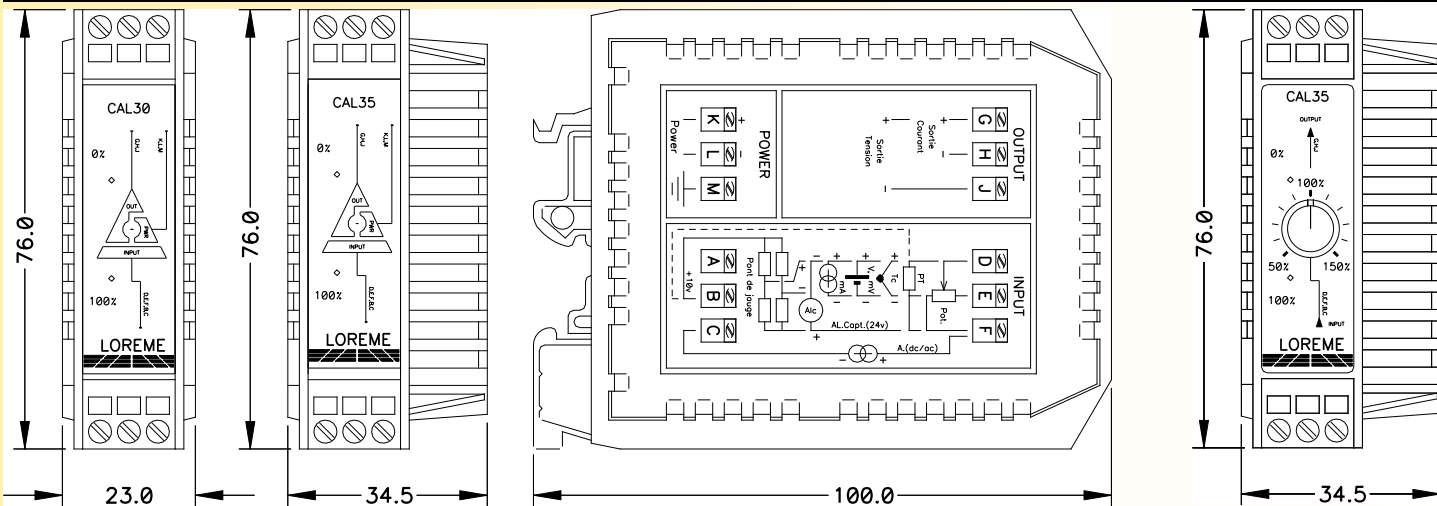 76.0
CAL30
G.H.J
K.L.M
0%
OUT
PWR
INPUT
100%
D.E.F.B.C
LOREME
23.0
76.0
CAL35
G.H.J
K.L.M
0%
OUT
PWR
INPUT
100%
D.E.F.B.C
LOREME
34.5
K +
L -
M
Power
POWER
G
H
J
OUTPUT
+ + Sortie Courant -
Sortie Tension -
A
B
C
+10v
Pont de jauge
+ -
+ mA -
+ V, mV -
+ Tc -
PT
Pot.
D
E
F
INPUT
Alc
- AL.Capt.(24v) +
+
A.(dc/ac)
- +
100.0
76.0
CAL35
OUTPUT
G.H.J
0%
100%
50% 150%
100%
D.E.F.B.C
INPUT
LOREME
34.5